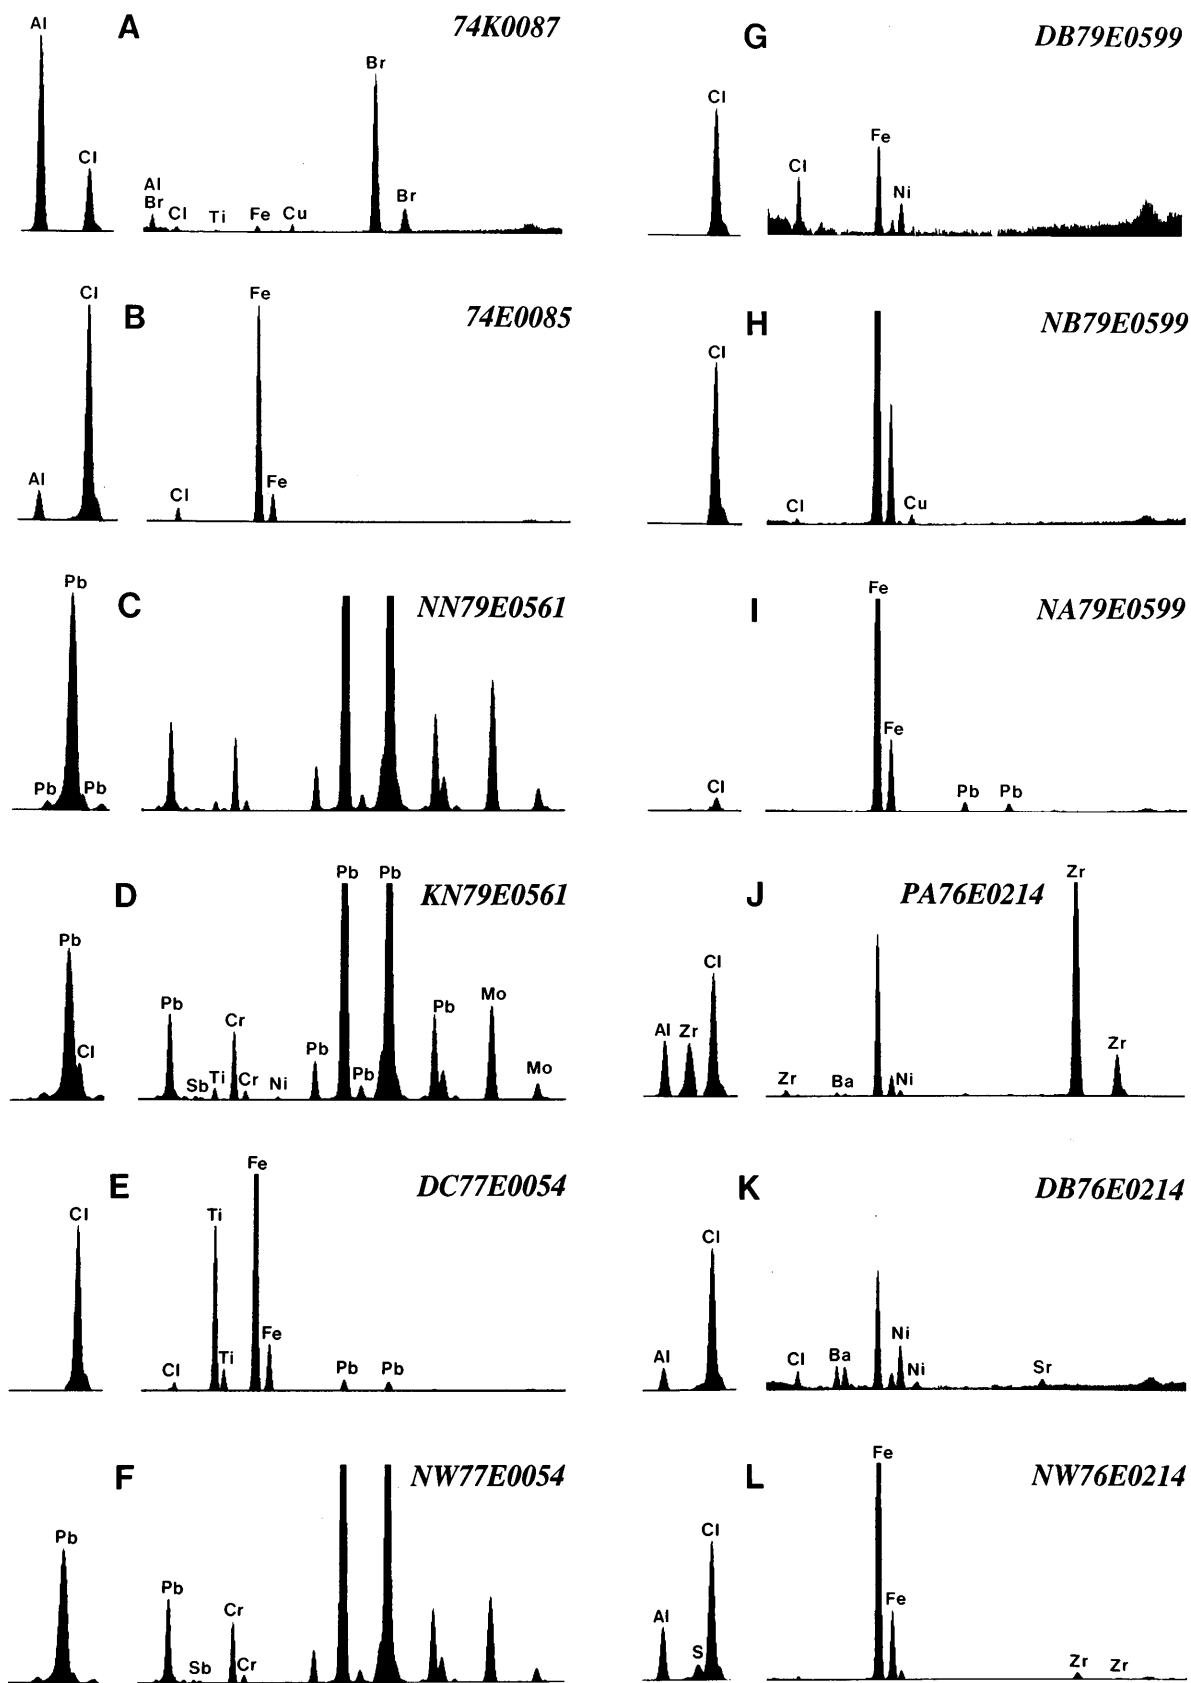 A 74K0087
Al
Cl
Al
Br
Cl
Ti
Fe
Cu
Br
Br
B 74E0085
Al
Cl
Cl
Fe
Fe
C NN79E0561
Pb
Pb
Pb
D KN79E0561
Pb
Cl
Pb
Sb
Ti
Cr
Cr
Ni
Pb
Pb
Pb
Pb
Pb
Mo
Mo
E DC77E0054
Cl
Cl
Ti
Ti
Fe
Fe
Pb
Pb
F NW77E0054
Pb
Pb
Sb
Cr
Cr
G DB79E0599
Cl
Cl
Fe
Ni
H NB79E0599
Cl
Cl
Cu
I NA79E0599
Cl
Fe
Fe
Pb
Pb
J PA76E0214
Al
Zr
Cl
Zr
Ba
Ni
Zr
Zr
K DB76E0214
Al
Cl
Cl
Ba
Ni
Ni
Sr
L NW76E0214
Al
S
Cl
Fe
Fe
Zr
Zr